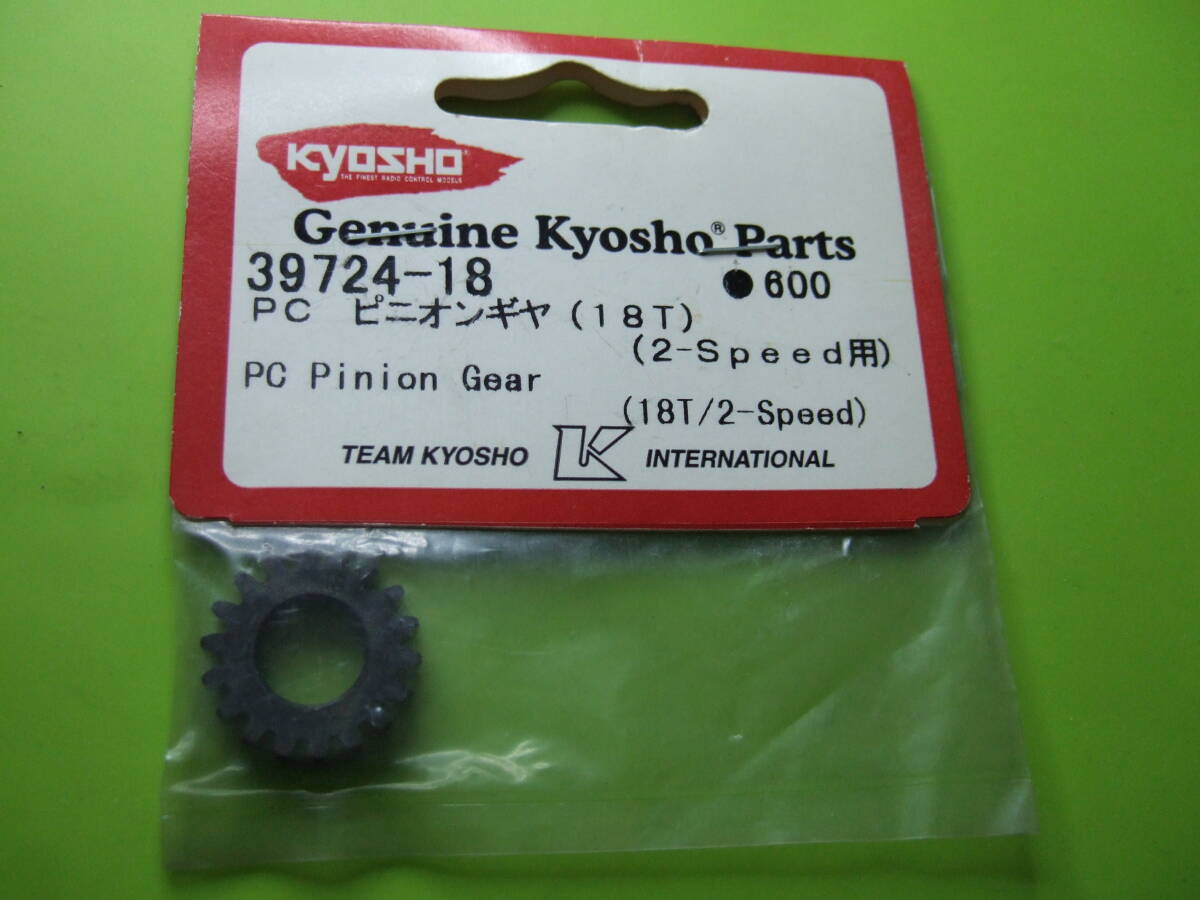 KYOSHO
THE FINEST RADIO CONTROL MODELS
Genuine Kyosho® Parts
39724-18 ●600
PC ピニオンギヤ(18T)
(2-Speed用)
PC Pinion Gear
(18T/2-Speed)
TEAM KYOSHO K INTERNATIONAL